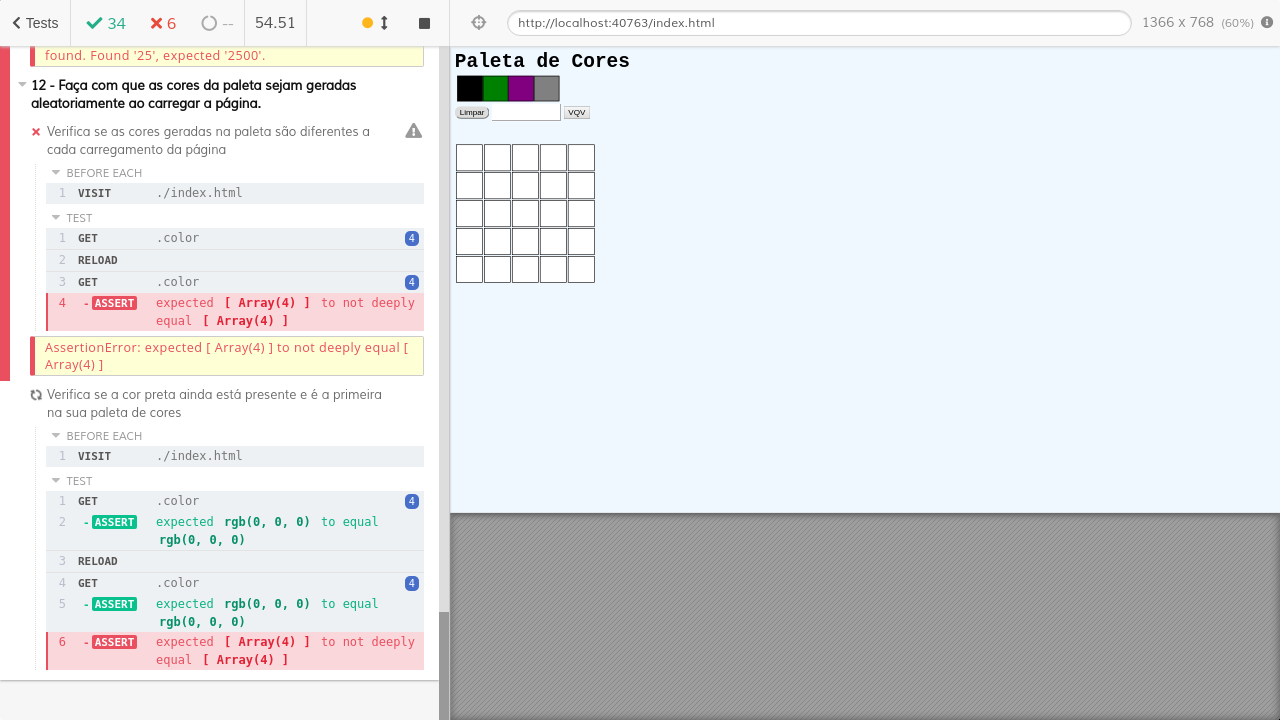 Tests
34
6
--
54.51
http://localhost:40763/index.html
1366 x 768 (60%)
found. Found '25', expected '2500'.
12 - Faça com que as cores da paleta sejam geradas
aleatoriamente ao carregar a página.
Verifica se as cores geradas na paleta são diferentes a
cada carregamento da página
BEFORE EACH
1 VISIT ./index.html
TEST
1 GET .color 4
2 RELOAD
3 GET .color 4
4 -ASSERT expected [ Array(4) ] to not deeply
equal [ Array(4) ]
AssertionError: expected [ Array(4) ] to not deeply equal [
Array(4) ]
Verifica se a cor preta ainda está presente e é a primeira
na sua paleta de cores
BEFORE EACH
1 VISIT ./index.html
TEST
1 GET .color 4
2 -ASSERT expected rgb(0, 0, 0) to equal
rgb(0, 0, 0)
3 RELOAD
4 GET .color 4
5 -ASSERT expected rgb(0, 0, 0) to equal
rgb(0, 0, 0)
6 -ASSERT expected [ Array(4) ] to not deeply
equal [ Array(4) ]
Paleta de Cores
Limpar
VQV